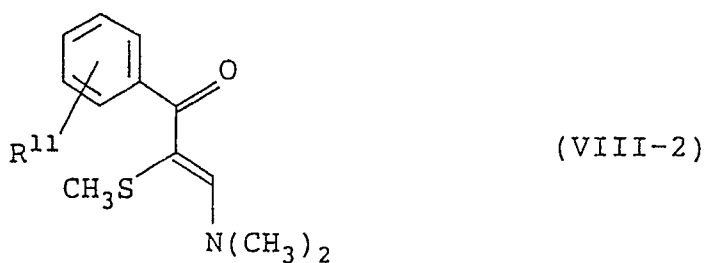 O
R¹¹
(VIII-2)
CH₃S
N(CH₃)₂